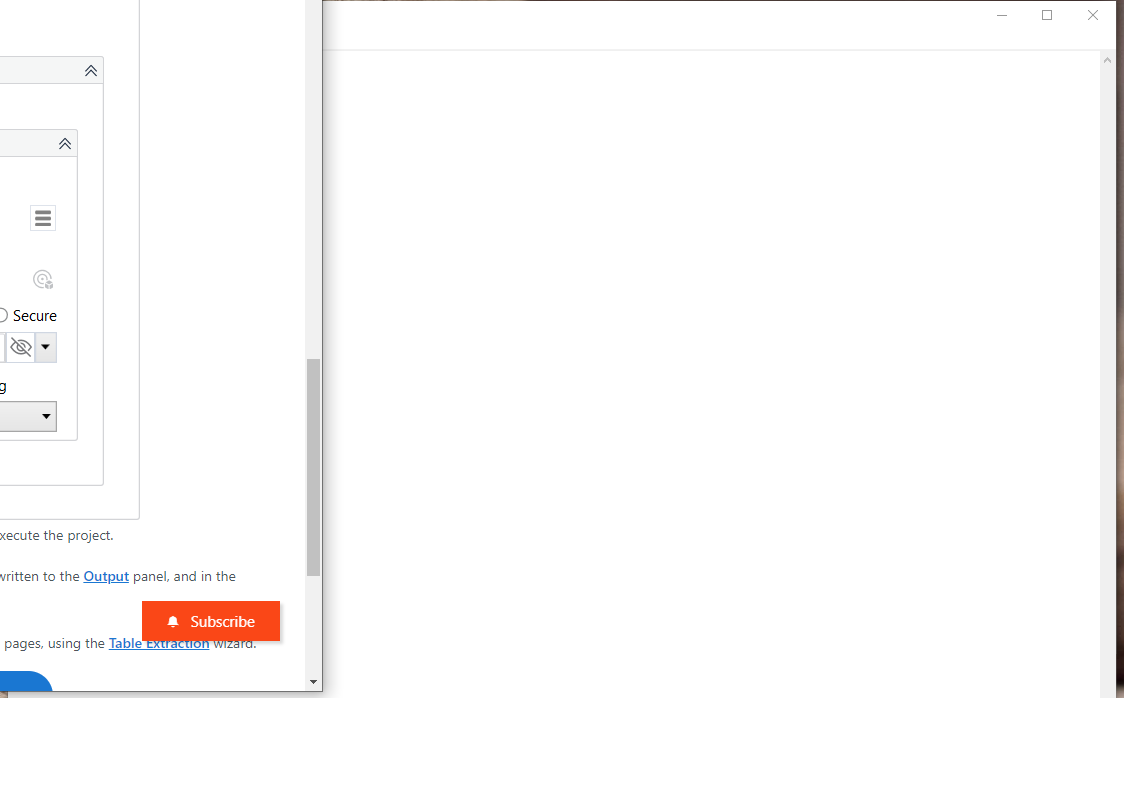 Secure
g
xecute the project.
written to the Output panel, and in the
Subscribe
pages, using the Table Extraction wizard.